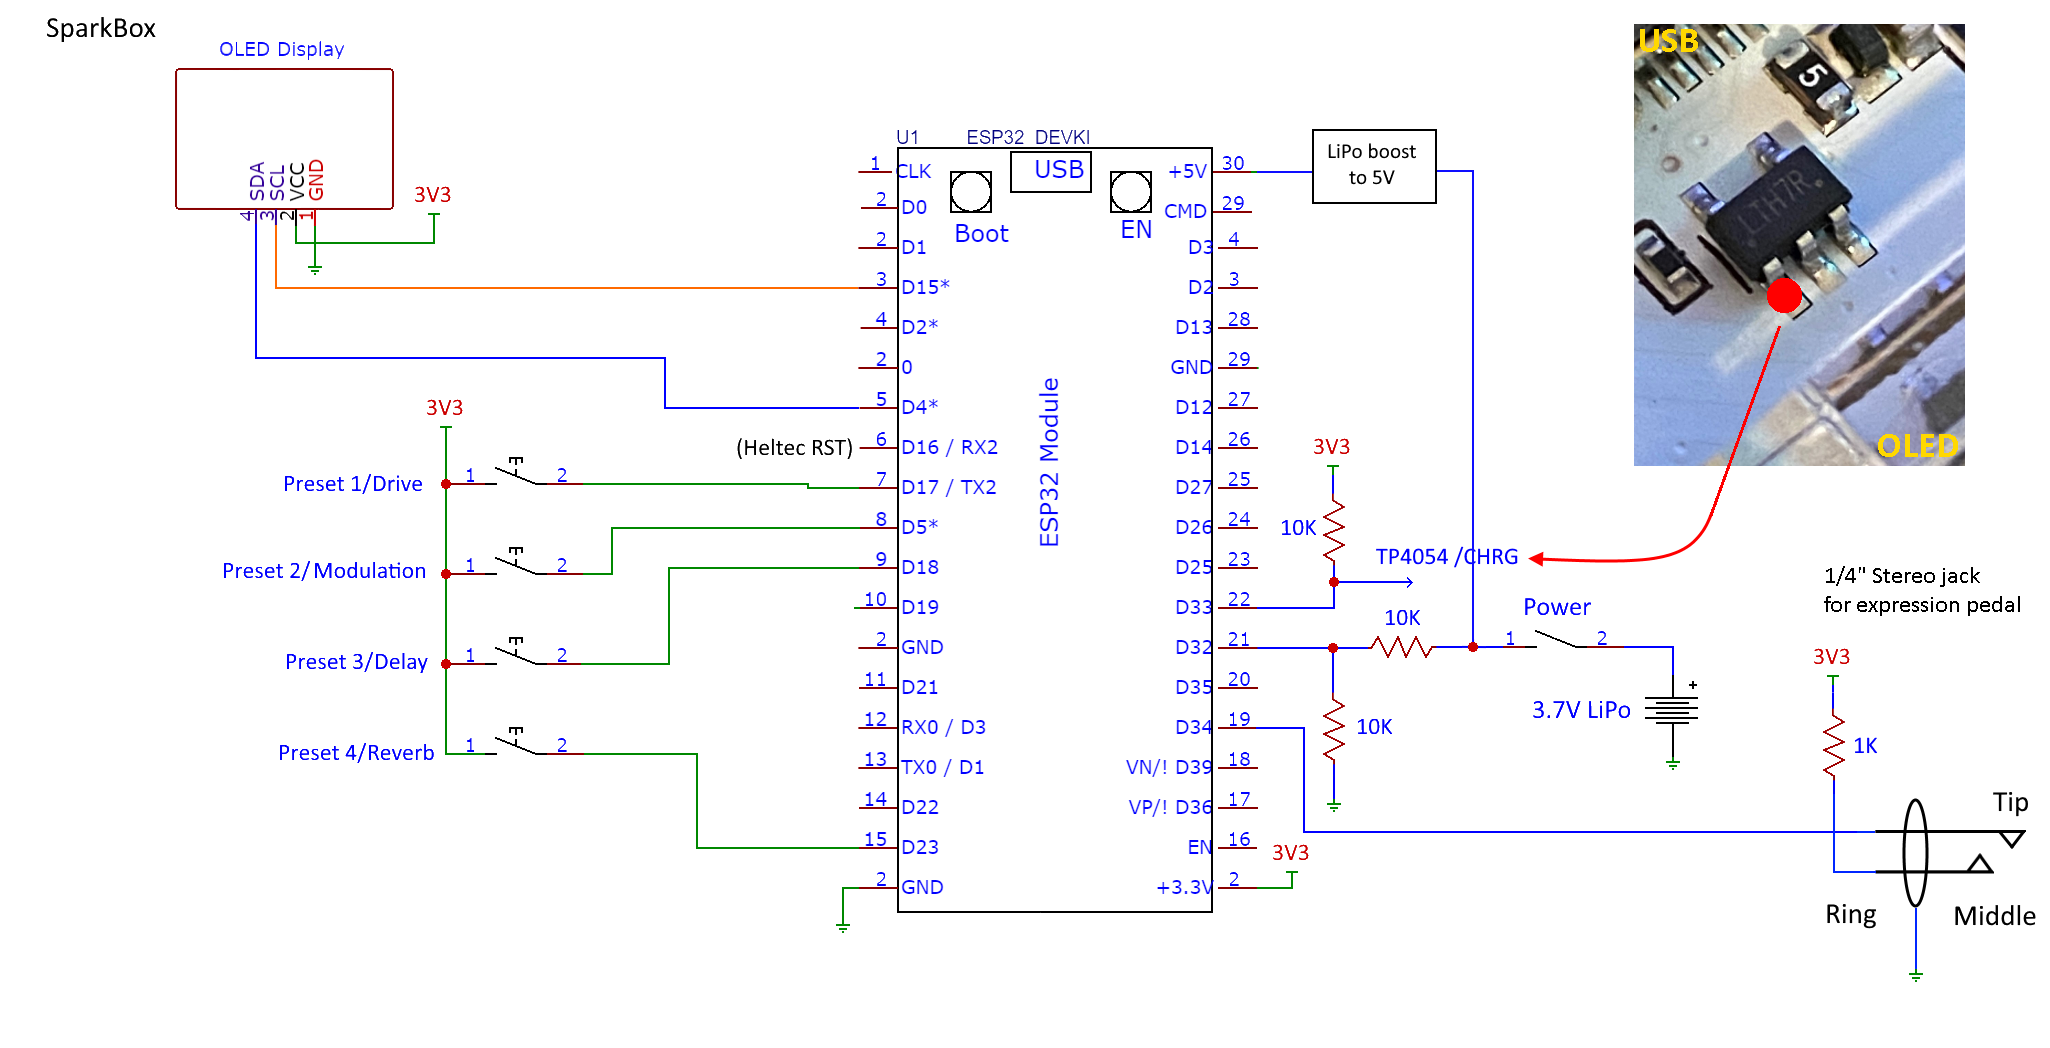 SparkBox
OLED Display
SDA
SCL
VCC
GND
4
3
2
1
3V3
3V3
Preset 1/Drive
1
2
Preset 2/Modulation
1
2
Preset 3/Delay
1
2
Preset 4/Reverb
1
2
(Heltec RST)
U1
ESP32 DEVKI
USB
Boot
EN
ESP32 Module
1 CLK
2 D0
2 D1
3 D15*
4 D2*
2 0
5 D4*
6 D16 / RX2
7 D17 / TX2
8 D5*
9 D18
10 D19
2 GND
11 D21
12 RX0 / D3
13 TX0 / D1
14 D22
15 D23
2 GND
+5V 30
CMD 29
D3 4
D2 3
D13 28
GND 29
D12 27
D14 26
D27 25
D26 24
D25 23
D33 22
D32 21
D35 20
D34 19
VN/! D39 18
VP/! D36 17
EN 16
+3.3V 2
3V3
LiPo boost
to 5V
3V3
10K
TP4054 /CHRG
10K
10K
Power
1
2
+
3.7V LiPo
USB
5
LTH7R
OLED
1/4" Stereo jack
for expression pedal
3V3
1K
Tip
Ring
Middle